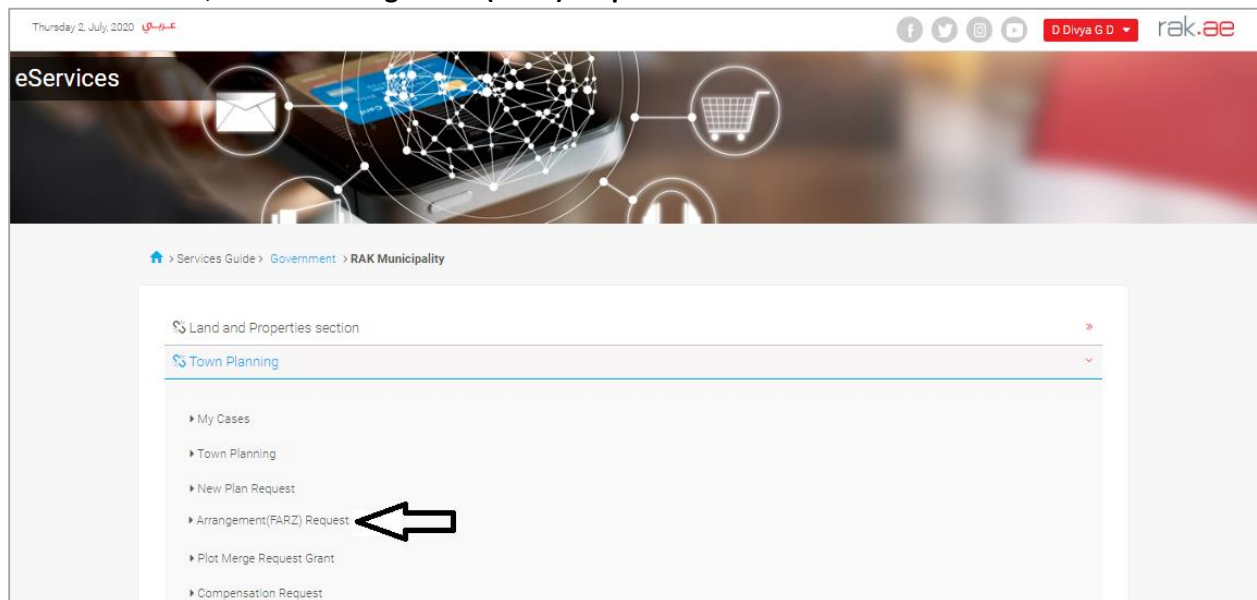 Thursday 2, July, 2020 عربي
D Divya G D
rak.ae
eServices
Card
> Services Guide > Government > RAK Municipality
Land and Properties section »
Town Planning
My Cases
Town Planning
New Plan Request
Arrangement(FARZ) Request
Plot Merge Request Grant
Compensation Request